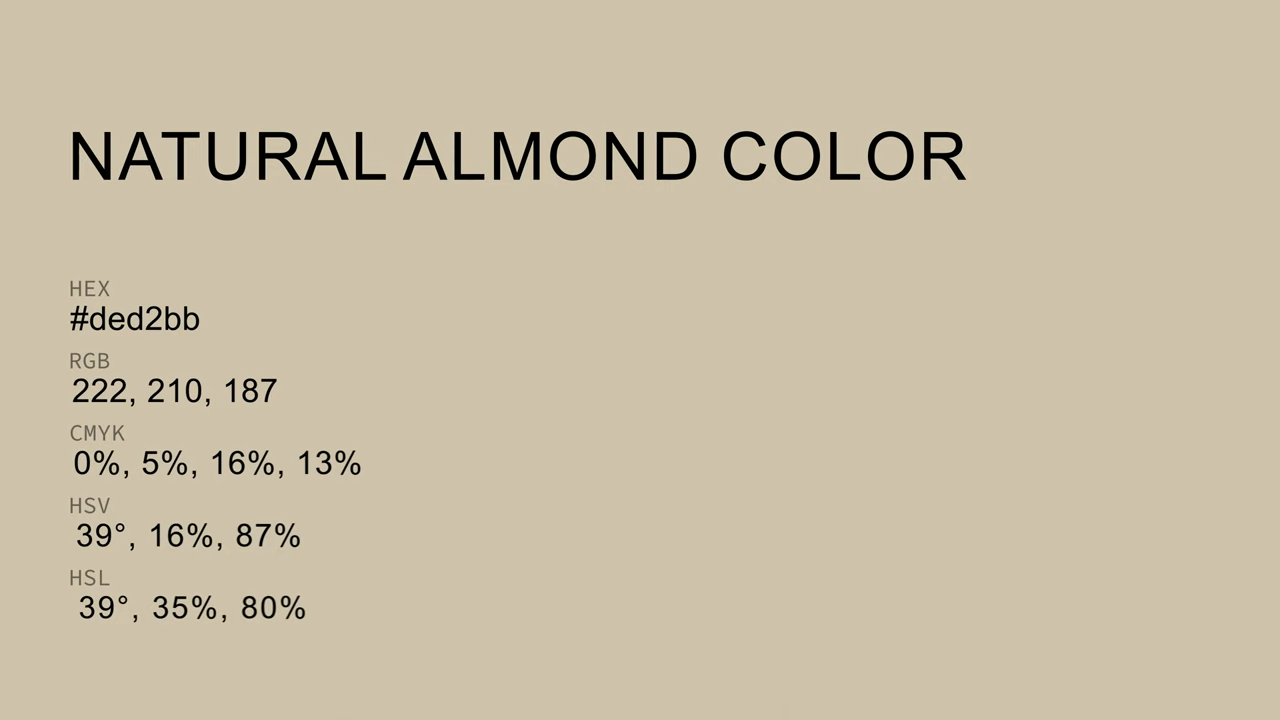 NATURAL ALMOND COLOR
HEX
#ded2bb
RGB
222, 210, 187
CMYK
0%, 5%, 16%, 13%
HSV
39°, 16%, 87%
HSL
39°, 35%, 80%